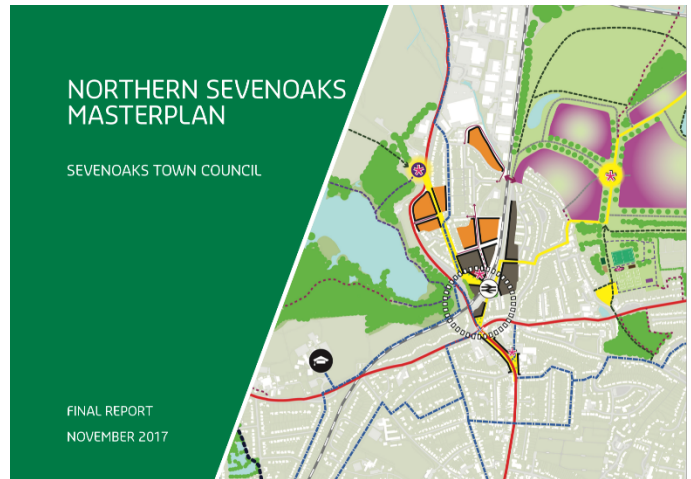 NORTHERN SEVENOAKS
MASTERPLAN
SEVENOAKS TOWN COUNCIL
FINAL REPORT
NOVEMBER 2017